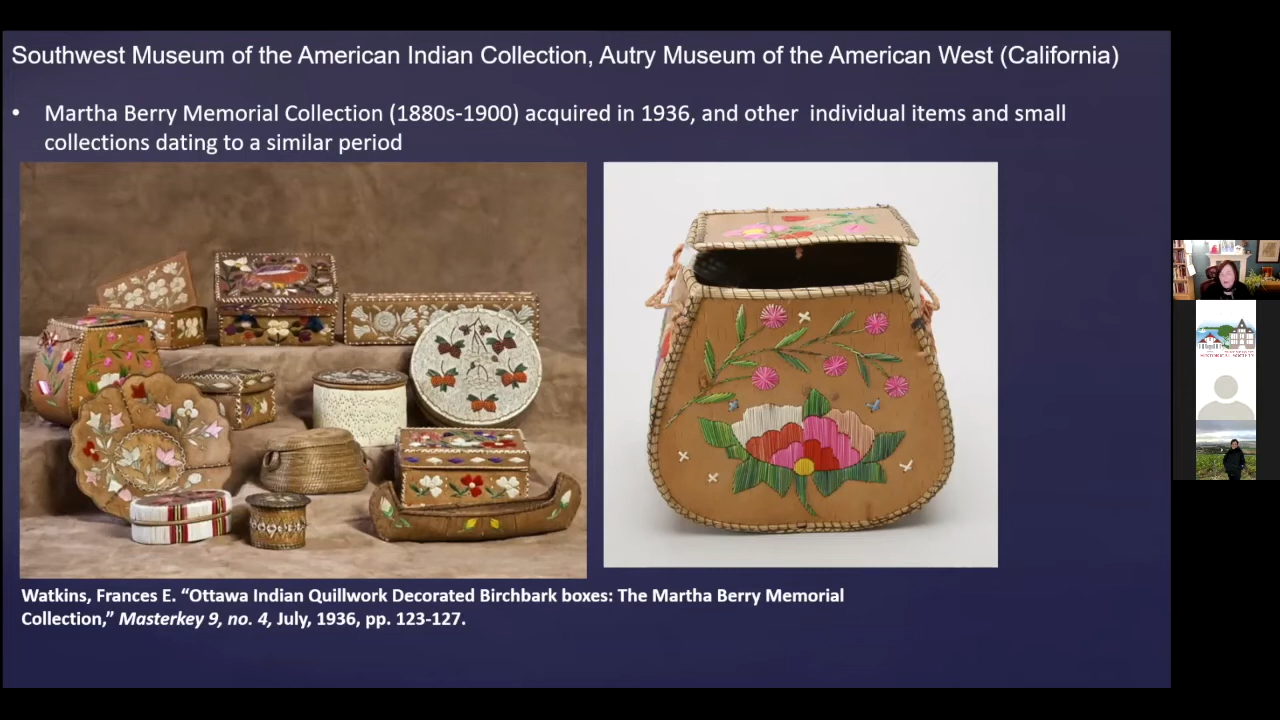 Southwest Museum of the American Indian Collection, Autry Museum of the American West (California)
• Martha Berry Memorial Collection (1880s-1900) acquired in 1936, and other individual items and small
collections dating to a similar period
Watkins, Frances E. “Ottawa Indian Quillwork Decorated Birchbark boxes: The Martha Berry Memorial
Collection,” Masterkey 9, no. 4, July, 1936, pp. 123-127.
HISTORICAL SOCIETY